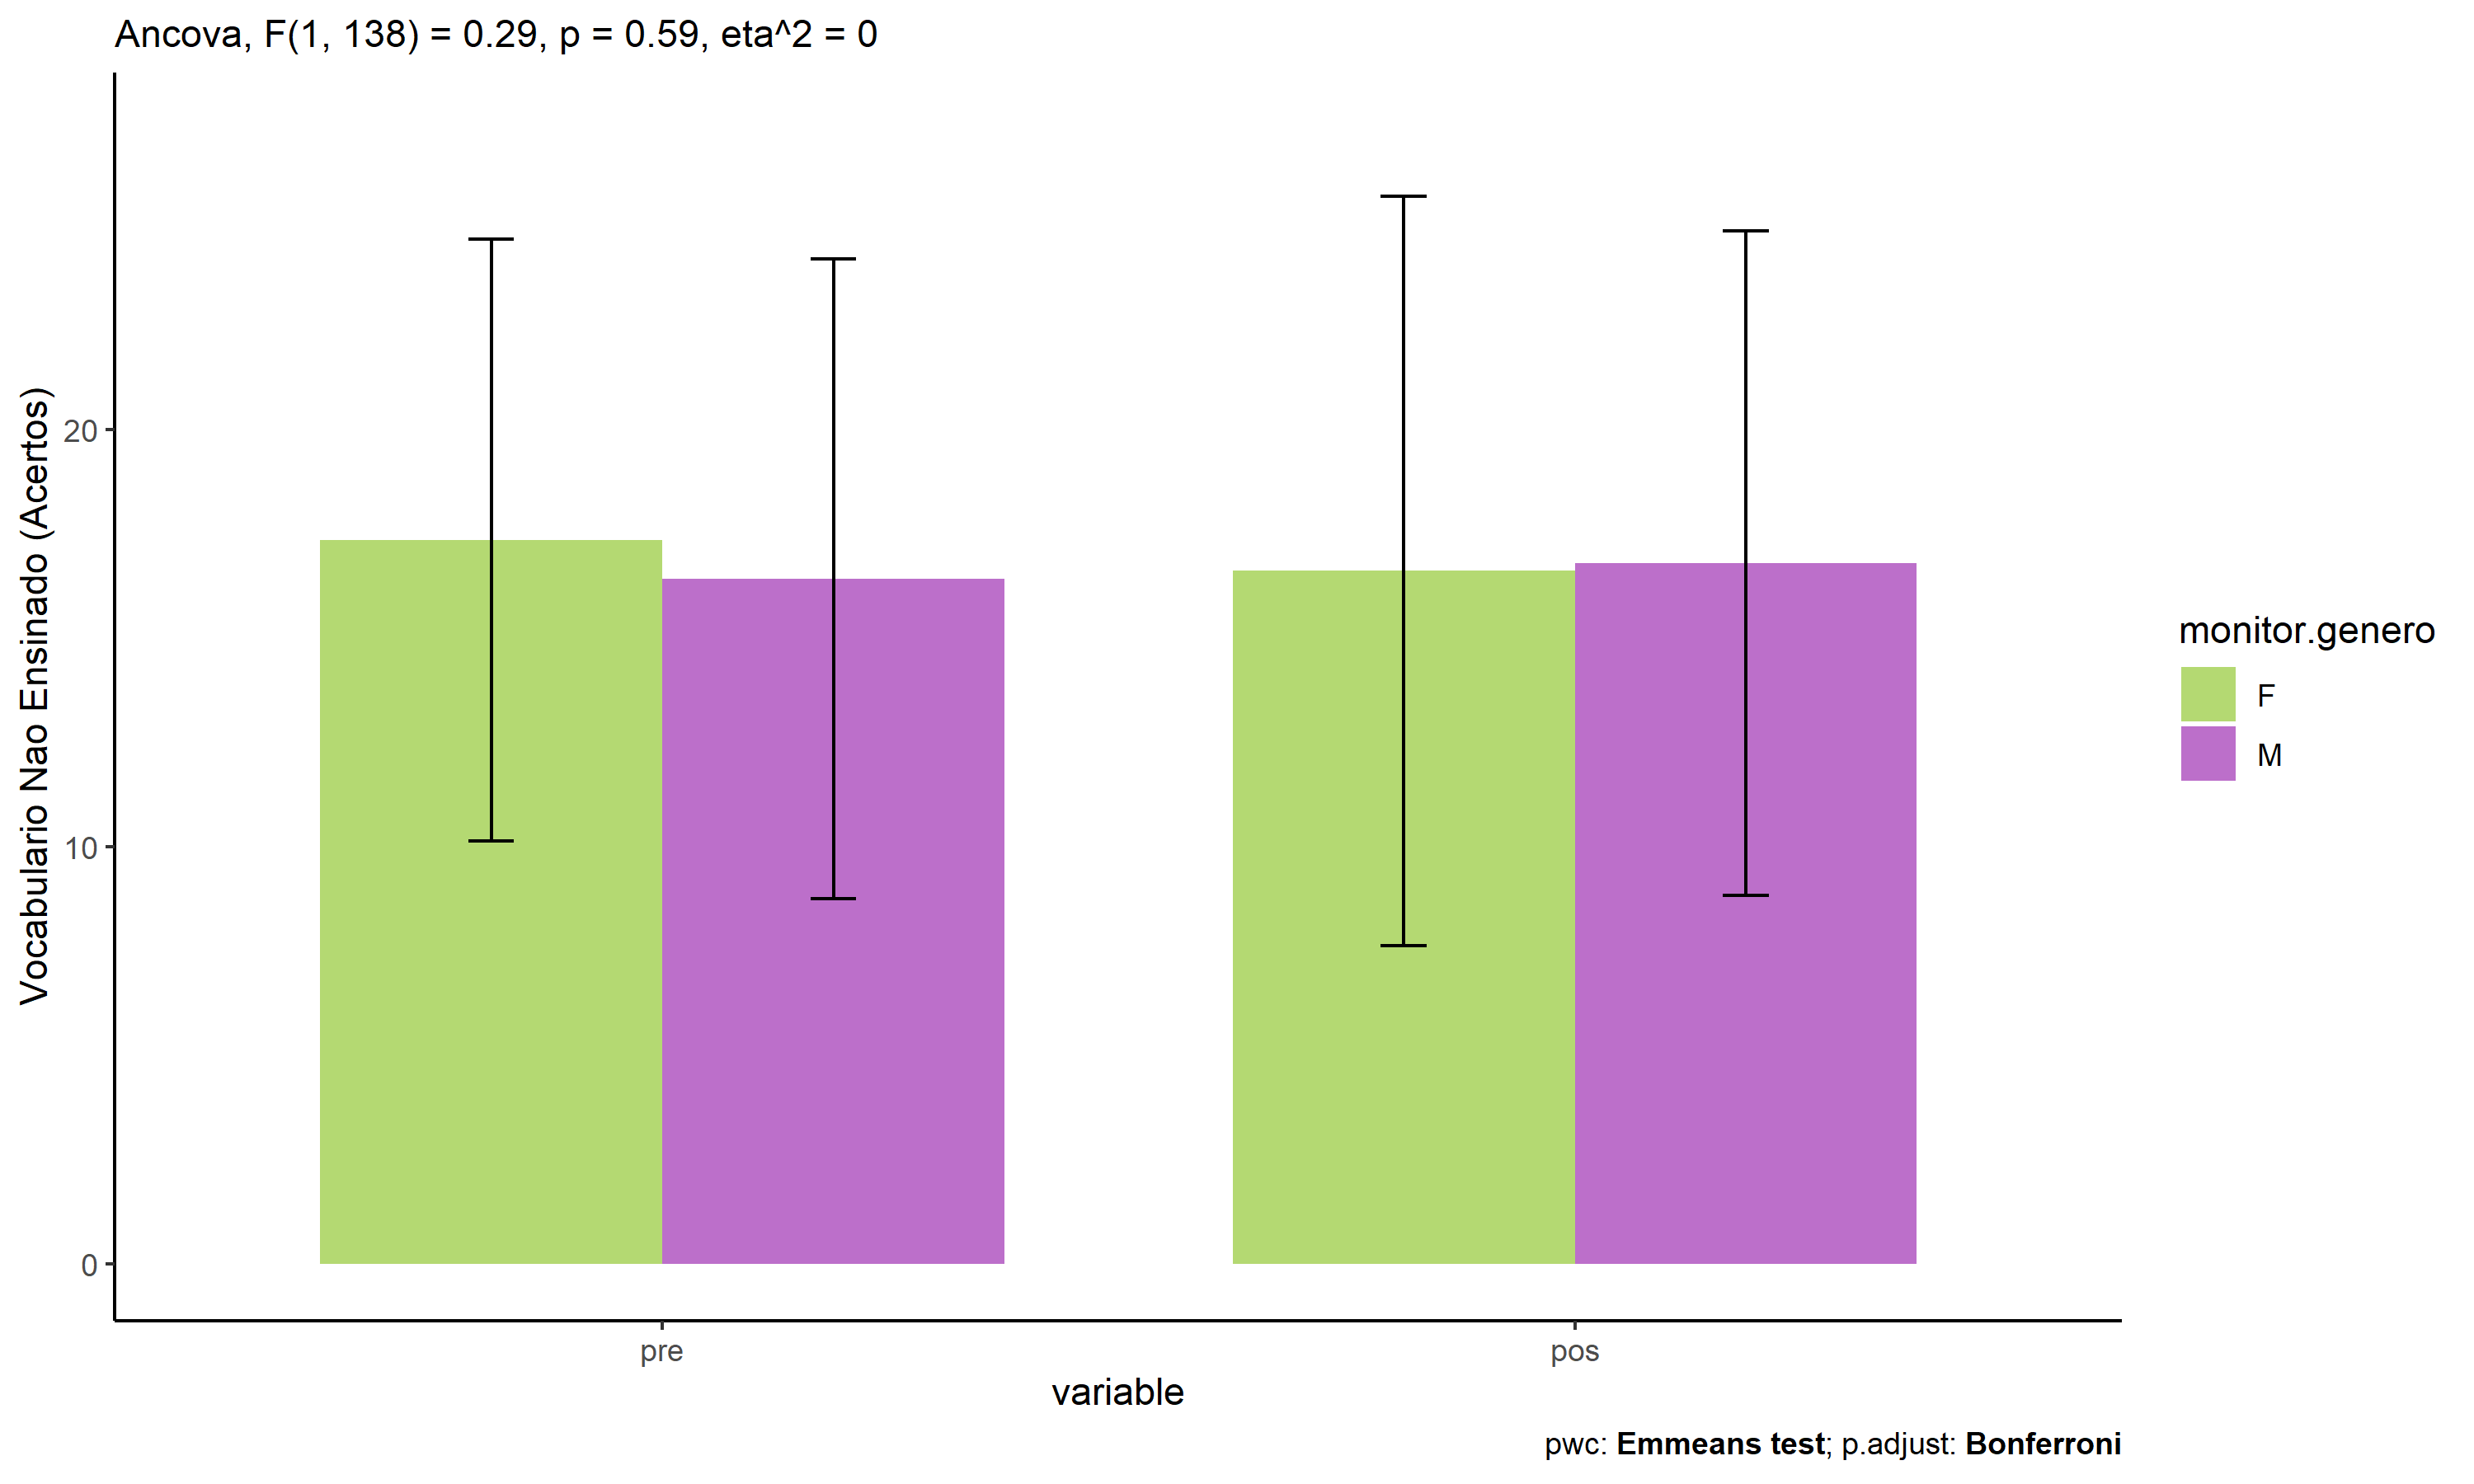 Ancova, F(1, 138) = 0.29, p = 0.59, eta^2 = 0
Vocabulario Nao Ensinado (Acertos)
20
10
0
pre
pos
variable
monitor.genero
F
M
pwc: Emmeans test; p.adjust: Bonferroni